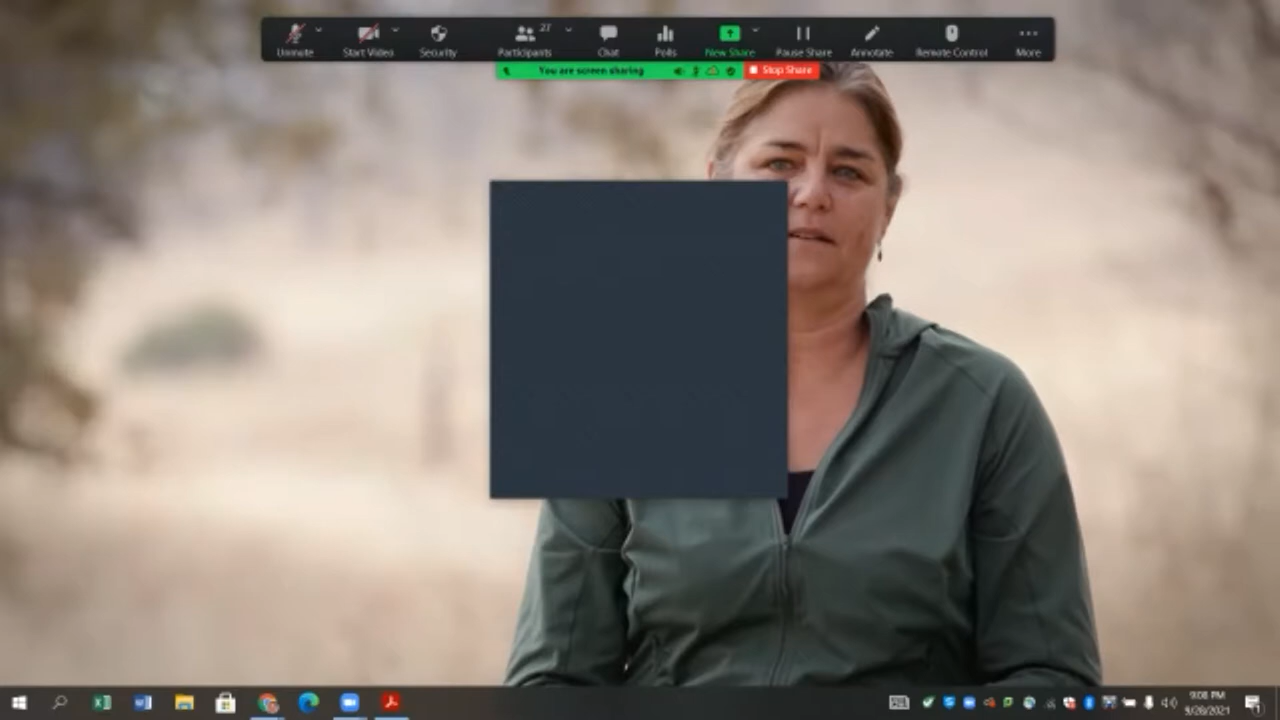 Unmute Start Video Security Participants 27 Chat Polls New Share Pause Share Annotate Remote Control More
You are screen sharing Stop Share
9:08 PM
9/28/2021